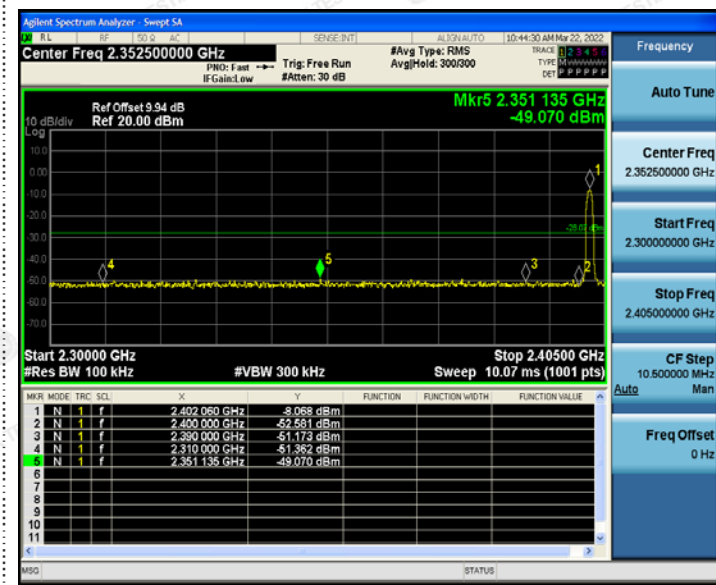 Agilent Spectrum Analyzer - Swept SA
RL RF 50 Ω AC SENSE:INT ALIGN AUTO 10:44:30 AM Mar 22, 2022
Center Freq 2.352500000 GHz
PNO: Fast
IFGain:Low
Trig: Free Run
#Atten: 30 dB
#Avg Type: RMS
Avg|Hold: 300/300
TRACE 1 2 3 4 5 6
TYPE M
DET P P P P P P
Ref Offset 9.94 dB
10 dB/div Ref 20.00 dBm
Log
Mkr5 2.351 135 GHz
-49.070 dBm
10.0
0.00
-10.0
-20.0
-30.0
-40.0
-50.0
-60.0
-70.0
1
2
3
4
5
Start 2.30000 GHz Stop 2.40500 GHz
#Res BW 100 kHz #VBW 300 kHz Sweep 10.07 ms (1001 pts)
MKR MODE TRC SCL X Y FUNCTION FUNCTION WIDTH FUNCTION VALUE
1 N 1 f 2.402 060 GHz -8.068 dBm
2 N 1 f 2.400 000 GHz -52.581 dBm
3 N 1 f 2.390 000 GHz -51.173 dBm
4 N 1 f 2.310 000 GHz -51.362 dBm
5 N 1 f 2.351 135 GHz -49.070 dBm
6
7
8
9
10
11
MSG STATUS
Frequency
Auto Tune
Center Freq
2.352500000 GHz
Start Freq
2.300000000 GHz
Stop Freq
2.405000000 GHz
CF Step
10.500000 MHz
Auto Man
Freq Offset
0 Hz